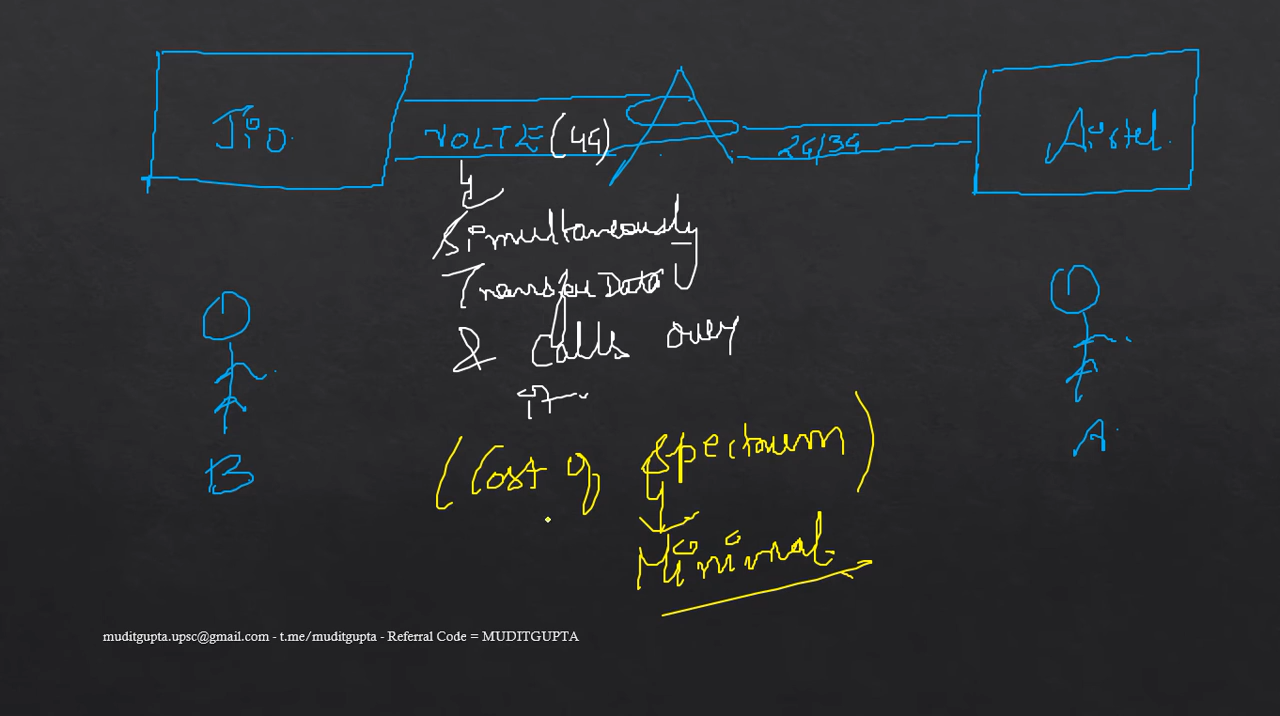 Jio
VOLTE (4G)
2G/3G
Airtel
Simultaneously
Transfer Data
& Calls over
it
(Cost of Spectrum)
Minimal
B
A
muditgupta.upsc@gmail.com - t.me/muditgupta - Referral Code = MUDITGUPTA